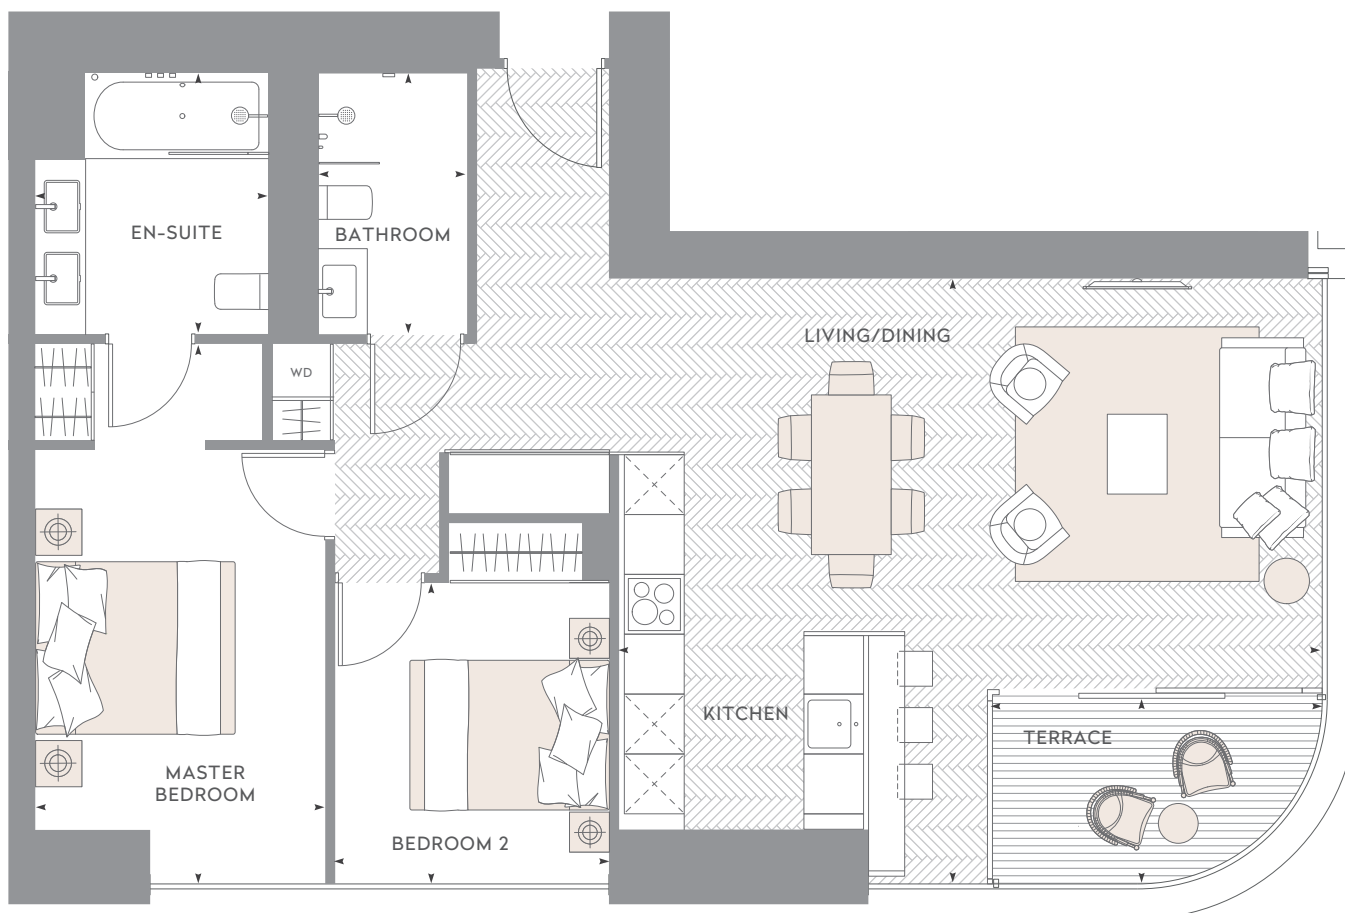 EN-SUITE
BATHROOM
LIVING/DINING
WD
KITCHEN
TERRACE
MASTER
BEDROOM
BEDROOM 2